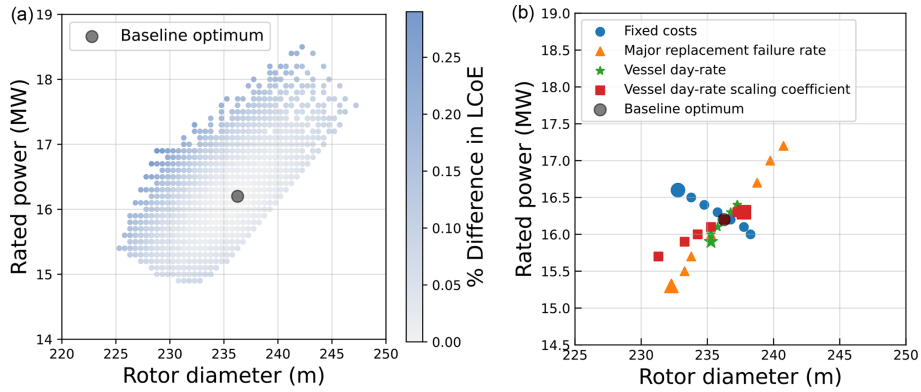 (a)
Baseline optimum
Rated power (MW)
19
18
17
16
15
14
220
225
230
235
240
245
250
Rotor diameter (m)
0.25
0.20
0.15
0.10
0.05
0.00
% Difference in LCoE
(b)
Fixed costs
Major replacement failure rate
Vessel day-rate
Vessel day-rate scaling coefficient
Baseline optimum
Rated power (MW)
19.0
18.5
18.0
17.5
17.0
16.5
16.0
15.5
15.0
14.5
225
230
235
240
245
250
Rotor diameter (m)